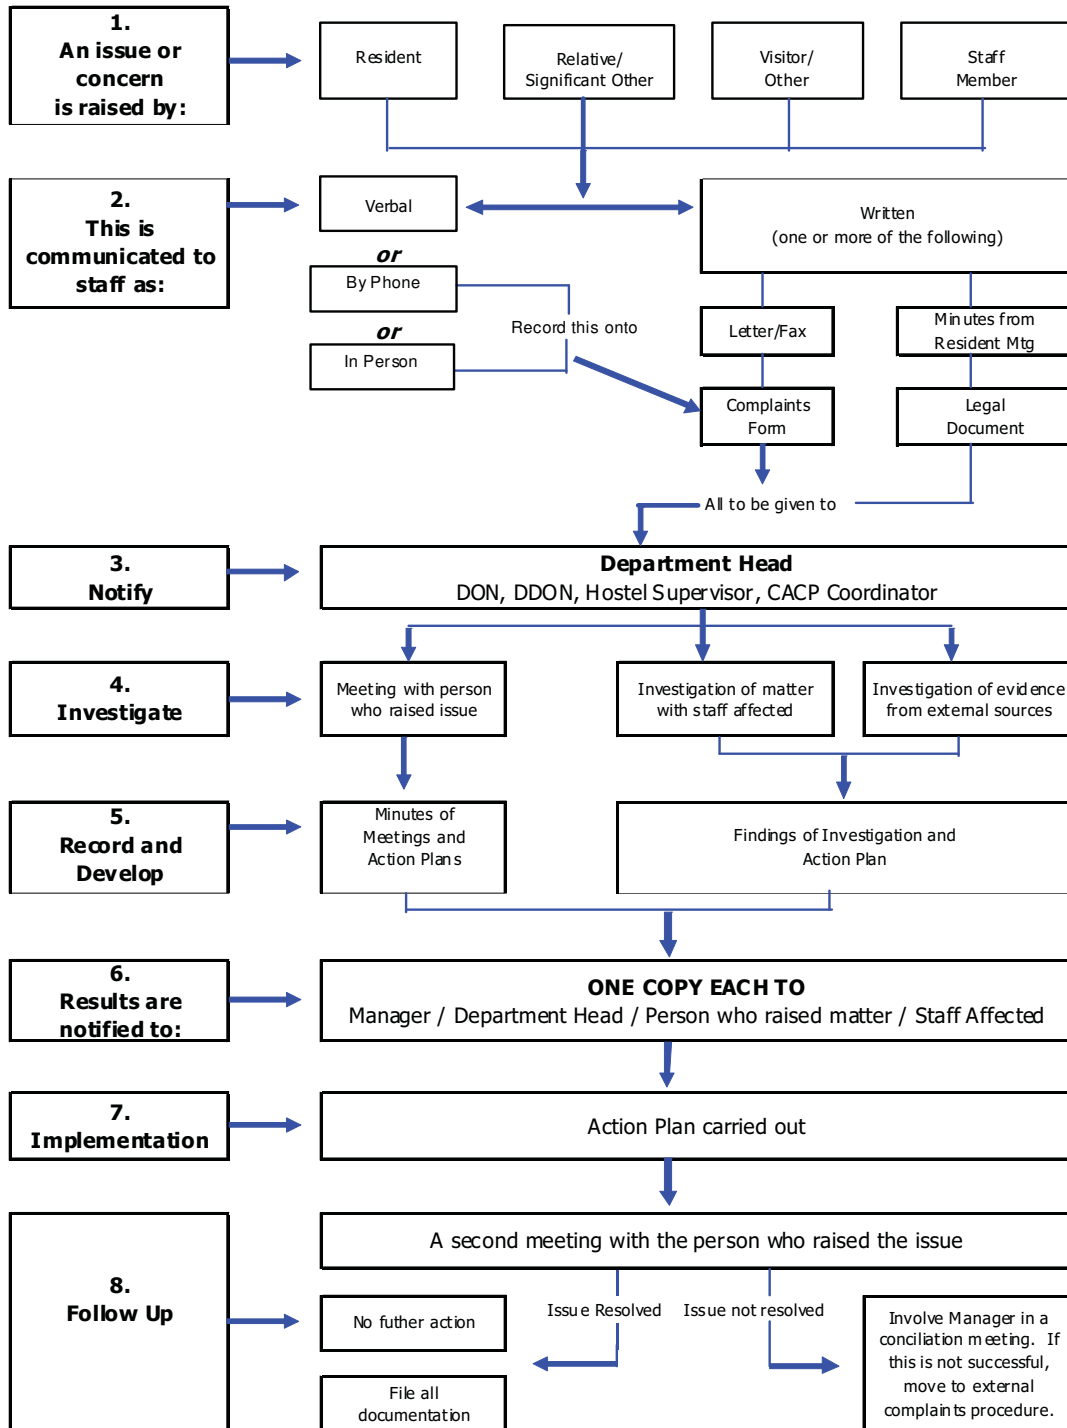 1.
An issue or
concern
is raised by:
Resident
Relative/
Significant Other
Visitor/
Other
Staff
Member
2.
This is
communicated to
staff as:
Verbal
or
By Phone
or
In Person
Record this onto
Written
(one or more of the following)
Letter/Fax
Minutes from
Resident Mtg
Complaints
Form
Legal
Document
All to be given to
3.
Notify
Department Head
DON, DDON, Hostel Supervisor, CACP Coordinator
4.
Investigate
Meeting with person
who raised issue
Investigation of matter
with staff affected
Investigation of evidence
from external sources
5.
Record and
Develop
Minutes of
Meetings and
Action Plans
Findings of Investigation and
Action Plan
6.
Results are
notified to:
ONE COPY EACH TO
Manager / Department Head / Person who raised matter / Staff Affected
7.
Implementation
Action Plan carried out
8.
Follow Up
A second meeting with the person who raised the issue
No futher action
Issue Resolved
Issue not resolved
File all
documentation
Involve Manager in a
conciliation meeting. If
this is not successful,
move to external
complaints procedure.